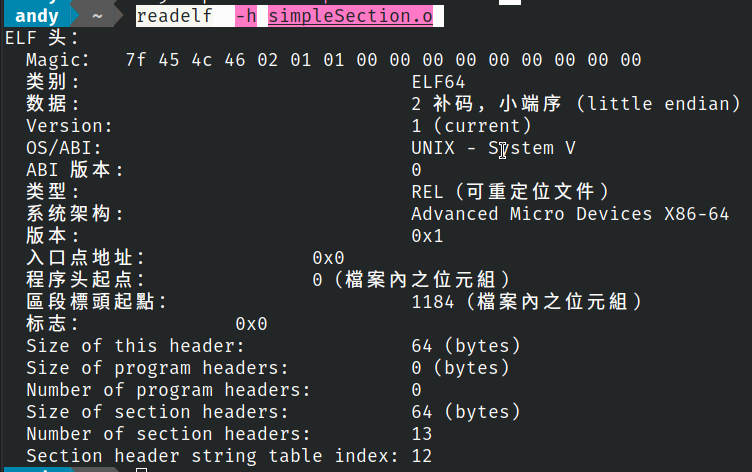 andy ~ readelf -h simpleSection.o
ELF 头：
Magic： 7f 45 4c 46 02 01 01 00 00 00 00 00 00 00 00 00
类别: ELF64
数据: 2 补码，小端序 (little endian)
Version: 1 (current)
OS/ABI: UNIX - System V
ABI 版本: 0
类型: REL (可重定位文件)
系统架构: Advanced Micro Devices X86-64
版本: 0x1
入口点地址： 0x0
程序头起点： 0 (檔案內之位元組)
區段標頭起點： 1184 (檔案內之位元組)
标志： 0x0
Size of this header: 64 (bytes)
Size of program headers: 0 (bytes)
Number of program headers: 0
Size of section headers: 64 (bytes)
Number of section headers: 13
Section header string table index: 12